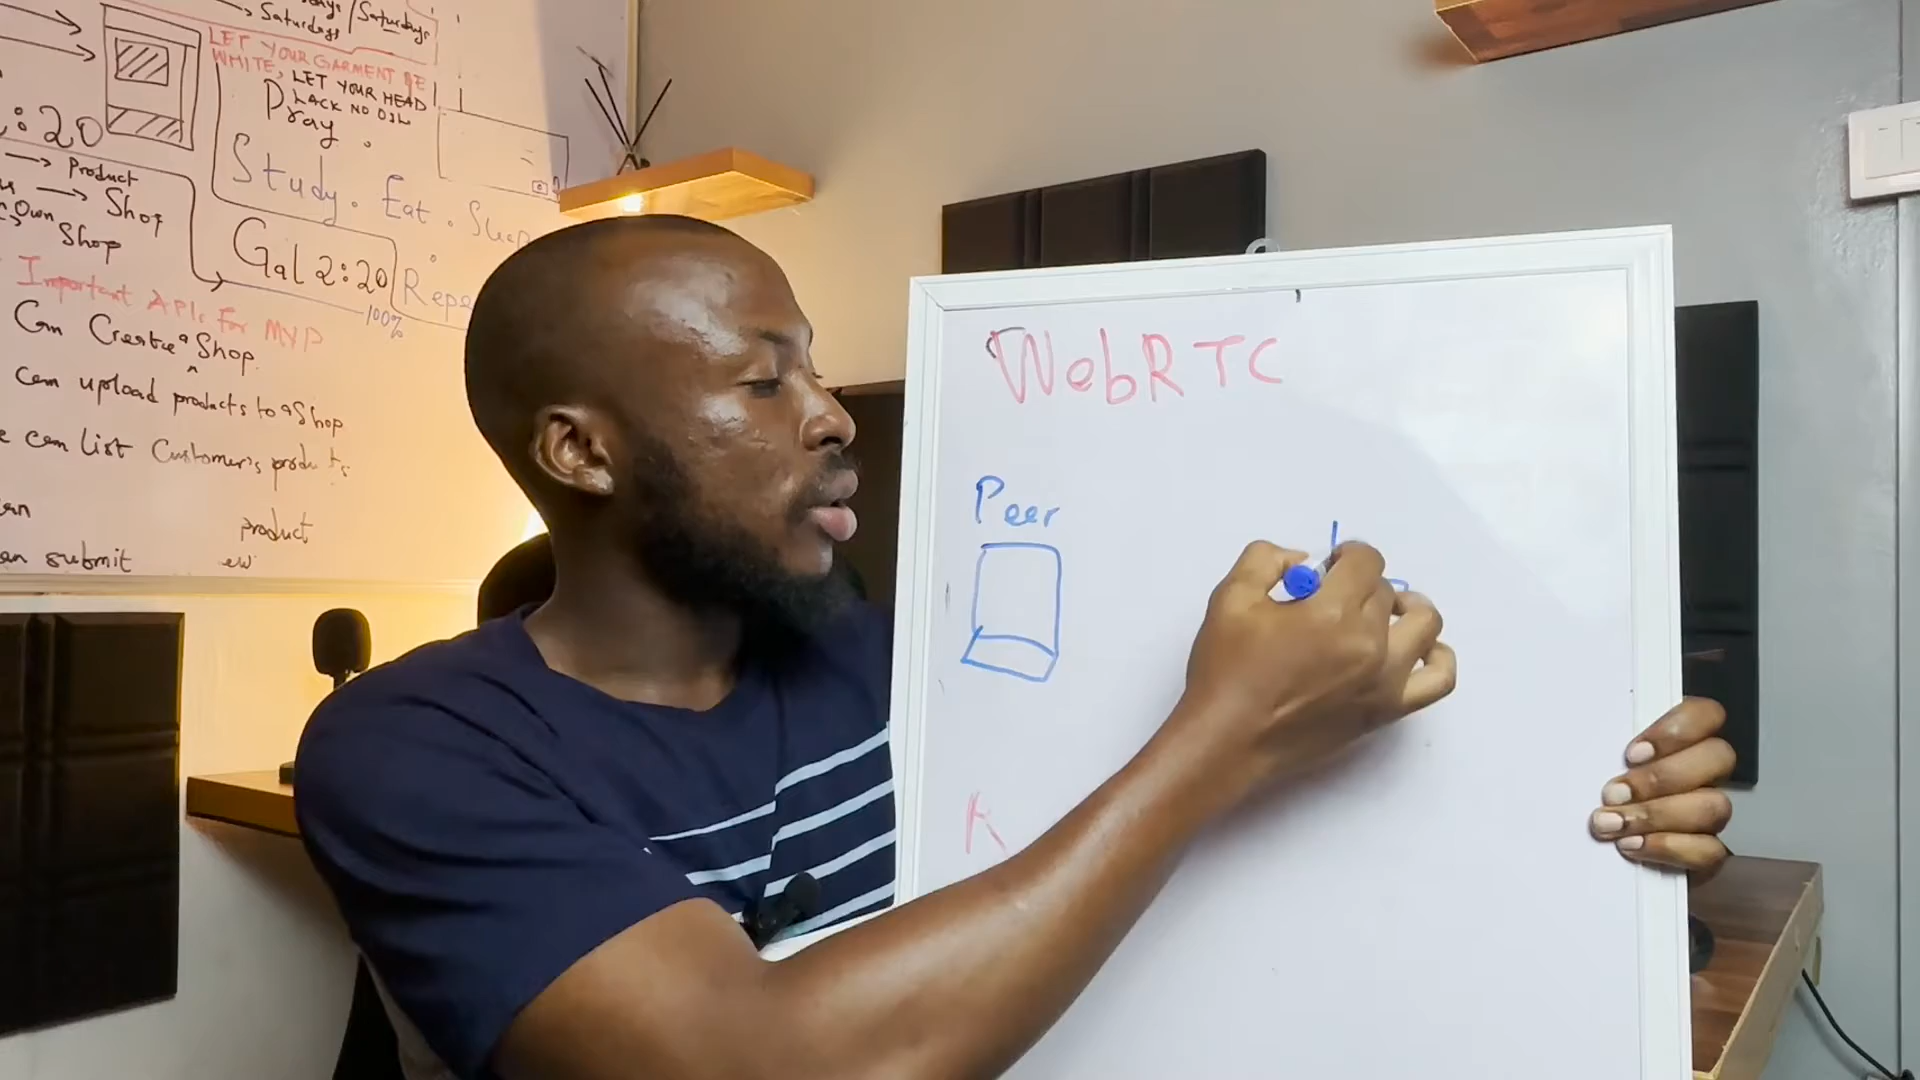 Saturdays / Saturdays
LET YOUR GARMENT BE
WHITE, LET YOUR HEAD
LACK NO OIL
Pray .
:20
→ Product
→ Shop
Own
Shop
Study . Eat . Sleep
Gal 2:20
Repe
100%
Important APIs For MVP
Can Create a Shop
can upload products to a Shop
can list Customer's products
product
submit
WebRTC
Peer
K